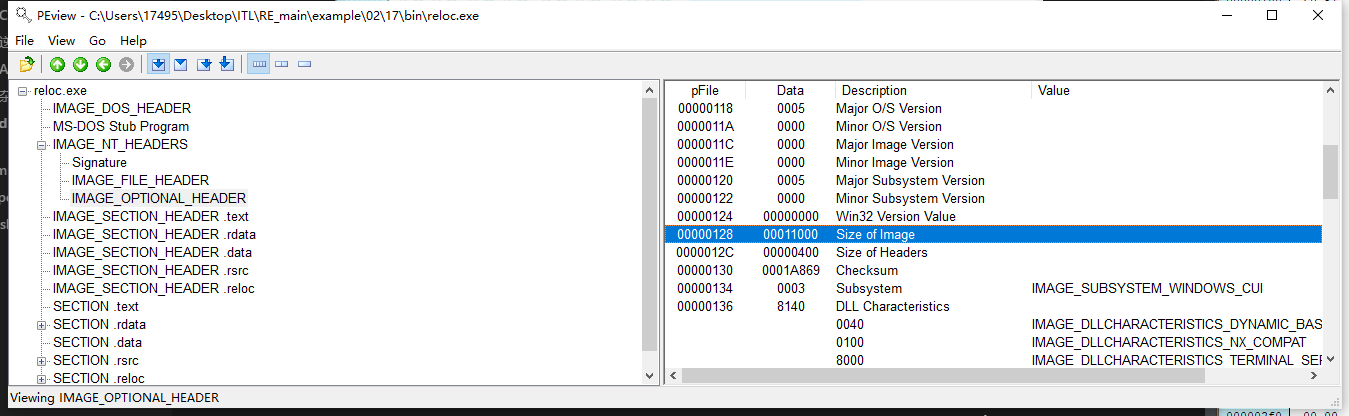 PEview - C:\Users\17495\Desktop\ITL\RE_main\example\02\17\bin\reloc.exe
File View Go Help
reloc.exe
IMAGE_DOS_HEADER
MS-DOS Stub Program
IMAGE_NT_HEADERS
Signature
IMAGE_FILE_HEADER
IMAGE_OPTIONAL_HEADER
IMAGE_SECTION_HEADER .text
IMAGE_SECTION_HEADER .rdata
IMAGE_SECTION_HEADER .data
IMAGE_SECTION_HEADER .rsrc
IMAGE_SECTION_HEADER .reloc
SECTION .text
SECTION .rdata
SECTION .data
SECTION .rsrc
SECTION .reloc
pFile Data Description Value
00000118 0005 Major O/S Version
0000011A 0000 Minor O/S Version
0000011C 0000 Major Image Version
0000011E 0000 Minor Image Version
00000120 0005 Major Subsystem Version
00000122 0000 Minor Subsystem Version
00000124 00000000 Win32 Version Value
00000128 00011000 Size of Image
0000012C 00000400 Size of Headers
00000130 0001A869 Checksum
00000134 0003 Subsystem IMAGE_SUBSYSTEM_WINDOWS_CUI
00000136 8140 DLL Characteristics
0040 IMAGE_DLLCHARACTERISTICS_DYNAMIC_BAS
0100 IMAGE_DLLCHARACTERISTICS_NX_COMPAT
8000 IMAGE_DLLCHARACTERISTICS_TERMINAL_SER
Viewing IMAGE_OPTIONAL_HEADER